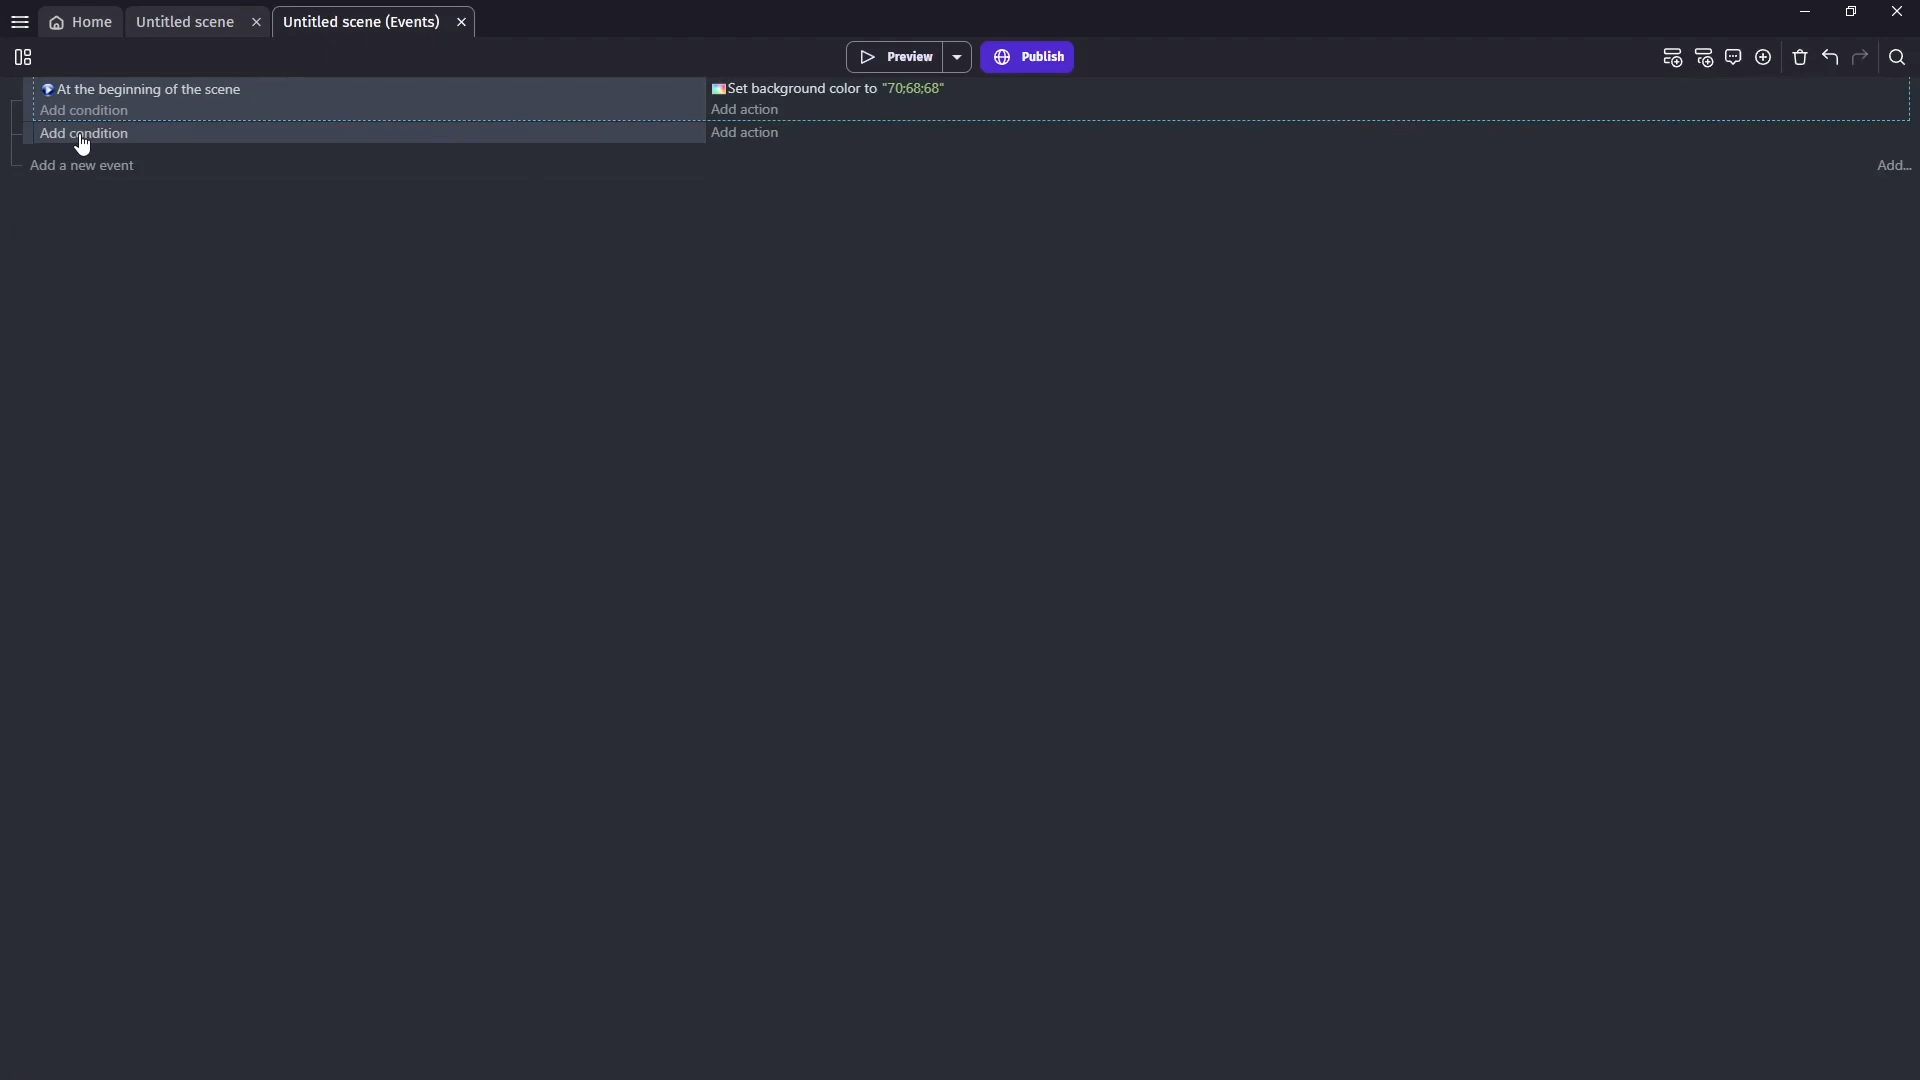 Home Untitled scene Untitled scene (Events)
Preview Publish
At the beginning of the scene Set background color to "70;68;68"
Add condition Add action
Add condition Add action
Add a new event Add...